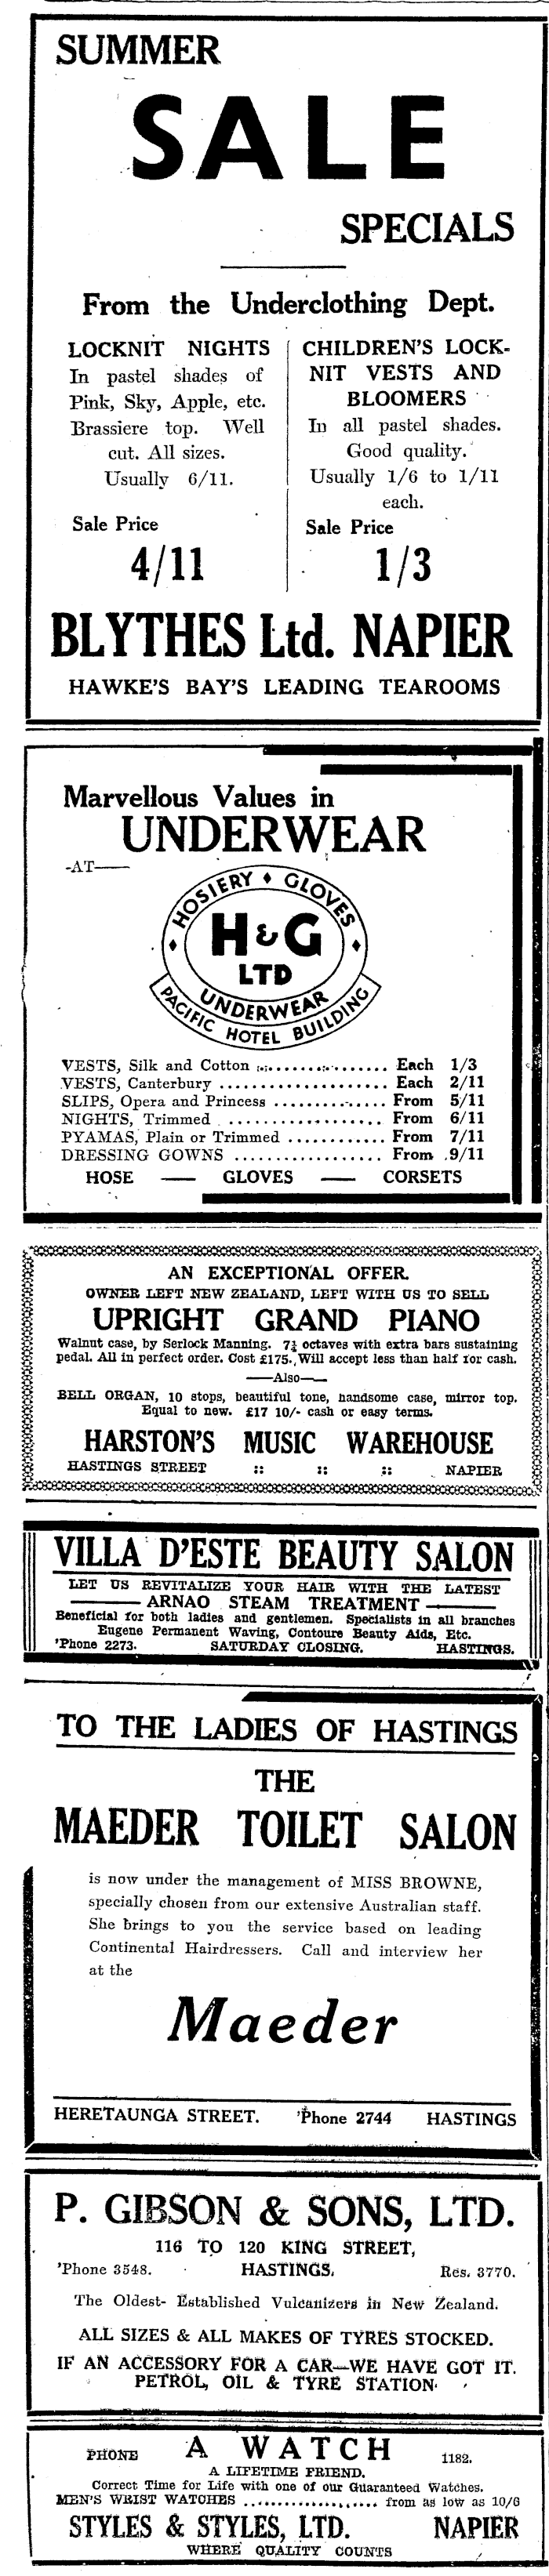 SUMMER
SALE
SPECIALS
From the Underclothing Dept.
LOCKNIT NIGHTS
In pastel shades of
Pink, Sky, Apple, etc.
Brassiere top. Well
cut. All sizes.
Usually 6/11.
Sale Price
4/11
CHILDREN'S LOCK-
NIT VESTS AND
BLOOMERS
In all pastel shades.
Good quality.
Usually 1/6 to 1/11
each.
Sale Price
1/3
BLYTHES Ltd. NAPIER
HAWKE'S BAY'S LEADING TEAROOMS
Marvellous Values in
UNDERWEAR
-AT-
HOSIERY ♦ GLOVES
H & G
LTD
UNDERWEAR
PACIFIC HOTEL BUILDING
VESTS, Silk and Cotton .................. Each 1/3
VESTS, Canterbury ..................... Each 2/11
SLIPS, Opera and Princess .............. From 5/11
NIGHTS, Trimmed ................... From 6/11
PYAMAS, Plain or Trimmed ............ From 7/11
DRESSING GOWNS .................. From 9/11
HOSE — GLOVES — CORSETS
AN EXCEPTIONAL OFFER.
OWNER LEFT NEW ZEALAND, LEFT WITH US TO SELL
UPRIGHT GRAND PIANO
Walnut case, by Serlock Manning. 7¼ octaves with extra bars sustaining
pedal. All in perfect order. Cost £175. Will accept less than half for cash.
—Also—
BELL ORGAN, 10 stops, beautiful tone, handsome case, mirror top.
Equal to new. £17 10/- cash or easy terms.
HARSTON'S MUSIC WAREHOUSE
HASTINGS STREET :: :: :: NAPIER
VILLA D'ESTE BEAUTY SALON
LET US REVITALIZE YOUR HAIR WITH THE LATEST
ARNAO STEAM TREATMENT
Beneficial for both ladies and gentlemen. Specialists in all branches
Eugene Permanent Waving, Contoure Beauty Aids, Etc.
'Phone 2273. SATURDAY CLOSING. HASTINGS.
TO THE LADIES OF HASTINGS
THE
MAEDER TOILET SALON
is now under the management of MISS BROWNE,
specially chosen from our extensive Australian staff.
She brings to you the service based on leading
Continental Hairdressers. Call and interview her
at the
Maeder
HERETAUNGA STREET. 'Phone 2744 HASTINGS
P. GIBSON & SONS, LTD.
116 TO 120 KING STREET,
'Phone 3548. HASTINGS. Res. 3770.
The Oldest- Established Vulcanizers in New Zealand.
ALL SIZES & ALL MAKES OF TYRES STOCKED.
IF AN ACCESSORY FOR A CAR—WE HAVE GOT IT.
PETROL, OIL & TYRE STATION
PHONE A WATCH 1182.
A LIFETIME FRIEND.
Correct Time for Life with one of our Guaranteed Watches.
MEN'S WRIST WATCHES .................. from as low as 10/6
STYLES & STYLES, LTD. NAPIER
WHERE QUALITY COUNTS